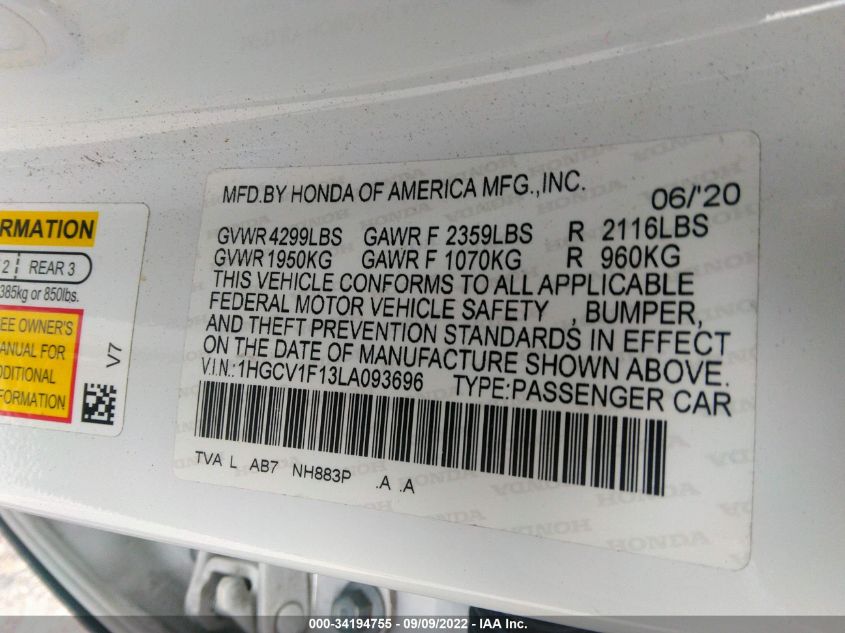 MFD.BY HONDA OF AMERICA MFG.,INC. 06/'20
GVWR 4299LBS GAWR F 2359LBS R 2116LBS
GVWR 1950KG GAWR F 1070KG R 960KG
THIS VEHICLE CONFORMS TO ALL APPLICABLE
FEDERAL MOTOR VEHICLE SAFETY , BUMPER,
AND THEFT PREVENTION STANDARDS IN EFFECT
ON THE DATE OF MANUFACTURE SHOWN ABOVE.
V.I.N.:1HGCV1F13LA093696 TYPE:PASSENGER CAR
TVA L AB7 NH883P .A .A
RMATION
2 REAR 3
385kg or 850lbs.
EE OWNER'S
ANUAL FOR
DDITIONAL
FORMATION
V7
000-34194755 - 09/09/2022 - IAA Inc.